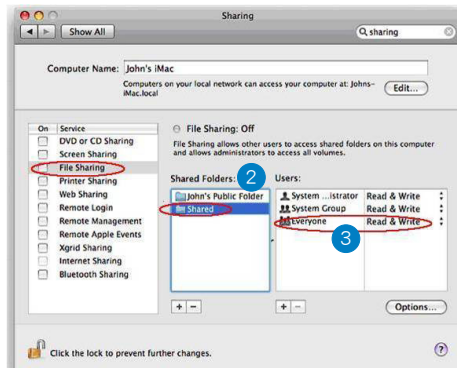 Sharing
Show All
sharing
Computer Name: John's iMac
Computers on your local network can access your computer at: Johns-
iMac.local
Edit...
On Service
DVD or CD Sharing
Screen Sharing
File Sharing
Printer Sharing
Web Sharing
Remote Login
Remote Management
Remote Apple Events
Xgrid Sharing
Internet Sharing
Bluetooth Sharing
File Sharing: Off
File Sharing allows other users to access shared folders on this computer
and allows administrators to access all volumes.
Shared Folders: 2
John's Public Folder
Shared
Users:
System ...istrator Read & Write
System Group Read & Write
Everyone Read & Write
3
+ -
+ -
Options...
Click the lock to prevent further changes.
?